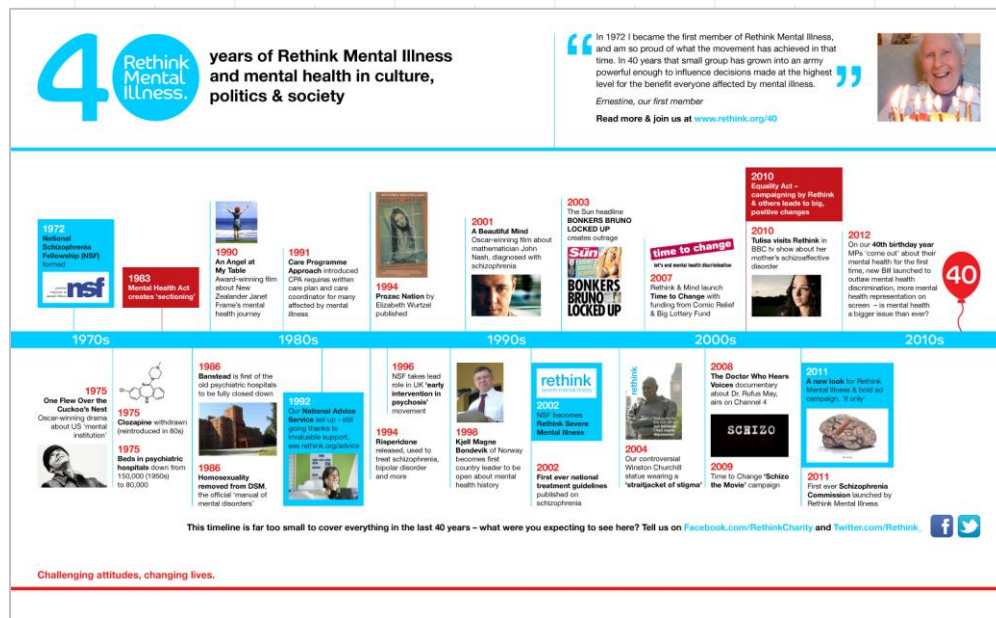 40
Rethink
Mental
Illness.
years of Rethink Mental Illness
and mental health in culture,
politics & society
“ In 1972 I became the first member of Rethink Mental Illness,
and am so proud of what the movement has achieved in that
time. In 40 years that small group has grown into an army
powerful enough to influence decisions made at the highest
level for the benefit everyone affected by mental illness. ”
Ernestine, our first member
Read more & join us at www.rethink.org/40
1972
National
Schizophrenia
Fellowship (NSF)
formed
nsf
1983
Mental Health Act
creates ‘sectioning’
1990
An Angel at
My Table
Award-winning film
about New
Zealander Janet
Frame's mental
health journey
1991
Care Programme
Approach introduced
CPA requires written
care plan and care
coordinator for many
affected by mental
illness
1994
Prozac Nation by
Elizabeth Wurtzel
published
2001
A Beautiful Mind
Oscar-winning film about
mathematician John
Nash, diagnosed with
schizophrenia
2003
The Sun headline
BONKERS BRUNO
LOCKED UP
creates outrage
Sun
BONKERS
BRUNO
LOCKED UP
time to change
let's end mental health discrimination
2007
Rethink & Mind launch
Time to Change with
funding from Comic Relief
& Big Lottery Fund
2010
Equality Act –
campaigning by Rethink
& others leads to big,
positive changes
2010
Tulisa visits Rethink in
BBC tv show about her
mother's schizoaffective
disorder
2012
On our 40th birthday year
MPs ‘come out’ about their
mental health for the first
time, new Bill launched to
outlaw mental health
discrimination, more mental
health representation on
screen – is mental health
a bigger issue than ever?
40
1970s
1980s
1990s
2000s
2010s
1975
One Flew Over the
Cuckoo's Nest
Oscar-winning drama
about US ‘mental
institution’
1975
Clozapine withdrawn
(reintroduced in 80s)
1975
Beds in psychiatric
hospitals down from
150,000 (1950s)
to 80,000
1986
Banstead is first of the
old psychiatric hospitals
to be fully closed down
1986
Homosexuality
removed from DSM,
the official ‘manual of
mental disorders’
1992
Our National Advice
Service set up - still
going thanks to
invaluable support,
see rethink.org/advice
1996
NSF takes lead
role in UK ‘early
intervention in
psychosis’
movement
1994
Risperidone
released, used to
treat schizophrenia,
bipolar disorder
and more
1998
Kjell Magne
Bondevik of Norway
becomes first
country leader to be
open about mental
health history
rethink
2002
NSF becomes
Rethink Severe
Mental Illness
2002
First ever national
treatment guidelines
published on
schizophrenia
rethink
2004
Our controversial
Winston Churchill
statue wearing a
‘straitjacket of stigma’
2008
The Doctor Who Hears
Voices documentary
about Dr. Rufus May,
airs on Channel 4
SCHIZO
2009
Time to Change ‘Schizo
the Movie’ campaign
2011
A new look for Rethink
Mental Illness & bold ad
campaign, ‘If only’
2011
First ever Schizophrenia
Commission launched by
Rethink Mental Illness
This timeline is far too small to cover everything in the last 40 years – what were you expecting to see here? Tell us on Facebook.com/RethinkCharity and Twitter.com/Rethink_
Challenging attitudes, changing lives.